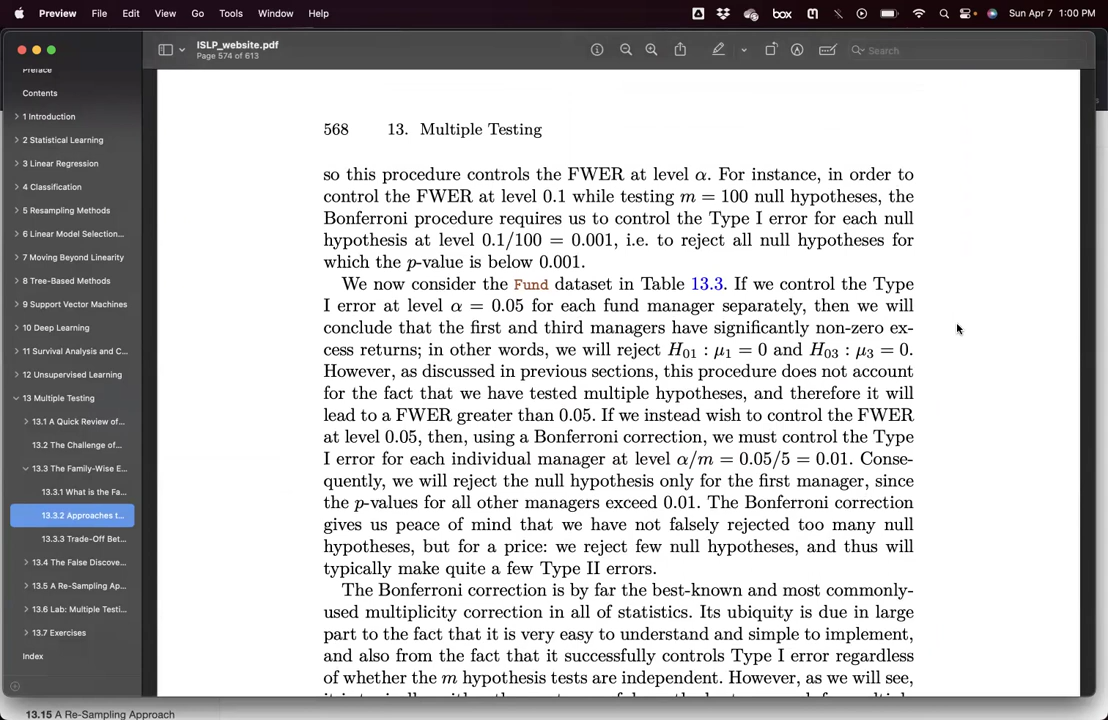 Preview File Edit View Go Tools Window Help
box
Sun Apr 7 1:00 PM
ISLP_website.pdf
Page 574 of 613
Search
Preface
Contents
1 Introduction
2 Statistical Learning
3 Linear Regression
4 Classification
5 Resampling Methods
6 Linear Model Selection...
7 Moving Beyond Linearity
8 Tree-Based Methods
9 Support Vector Machines
10 Deep Learning
11 Survival Analysis and C...
12 Unsupervised Learning
13 Multiple Testing
13.1 A Quick Review of...
13.2 The Challenge of...
13.3 The Family-Wise E...
13.3.1 What is the Fa...
13.3.2 Approaches t...
13.3.3 Trade-Off Bet...
13.4 The False Discove...
13.5 A Re-Sampling Ap...
13.6 Lab: Multiple Testi...
13.7 Exercises
Index
568 13. Multiple Testing
so this procedure controls the FWER at level α. For instance, in order to
control the FWER at level 0.1 while testing m = 100 null hypotheses, the
Bonferroni procedure requires us to control the Type I error for each null
hypothesis at level 0.1/100 = 0.001, i.e. to reject all null hypotheses for
which the p-value is below 0.001.
We now consider the Fund dataset in Table 13.3. If we control the Type
I error at level α = 0.05 for each fund manager separately, then we will
conclude that the first and third managers have significantly non-zero ex-
cess returns; in other words, we will reject H01 : μ1 = 0 and H03 : μ3 = 0.
However, as discussed in previous sections, this procedure does not account
for the fact that we have tested multiple hypotheses, and therefore it will
lead to a FWER greater than 0.05. If we instead wish to control the FWER
at level 0.05, then, using a Bonferroni correction, we must control the Type
I error for each individual manager at level α/m = 0.05/5 = 0.01. Conse-
quently, we will reject the null hypothesis only for the first manager, since
the p-values for all other managers exceed 0.01. The Bonferroni correction
gives us peace of mind that we have not falsely rejected too many null
hypotheses, but for a price: we reject few null hypotheses, and thus will
typically make quite a few Type II errors.
The Bonferroni correction is by far the best-known and most commonly-
used multiplicity correction in all of statistics. Its ubiquity is due in large
part to the fact that it is very easy to understand and simple to implement,
and also from the fact that it successfully controls Type I error regardless
of whether the m hypothesis tests are independent. However, as we will see,
13.15 A Re-Sampling Approach